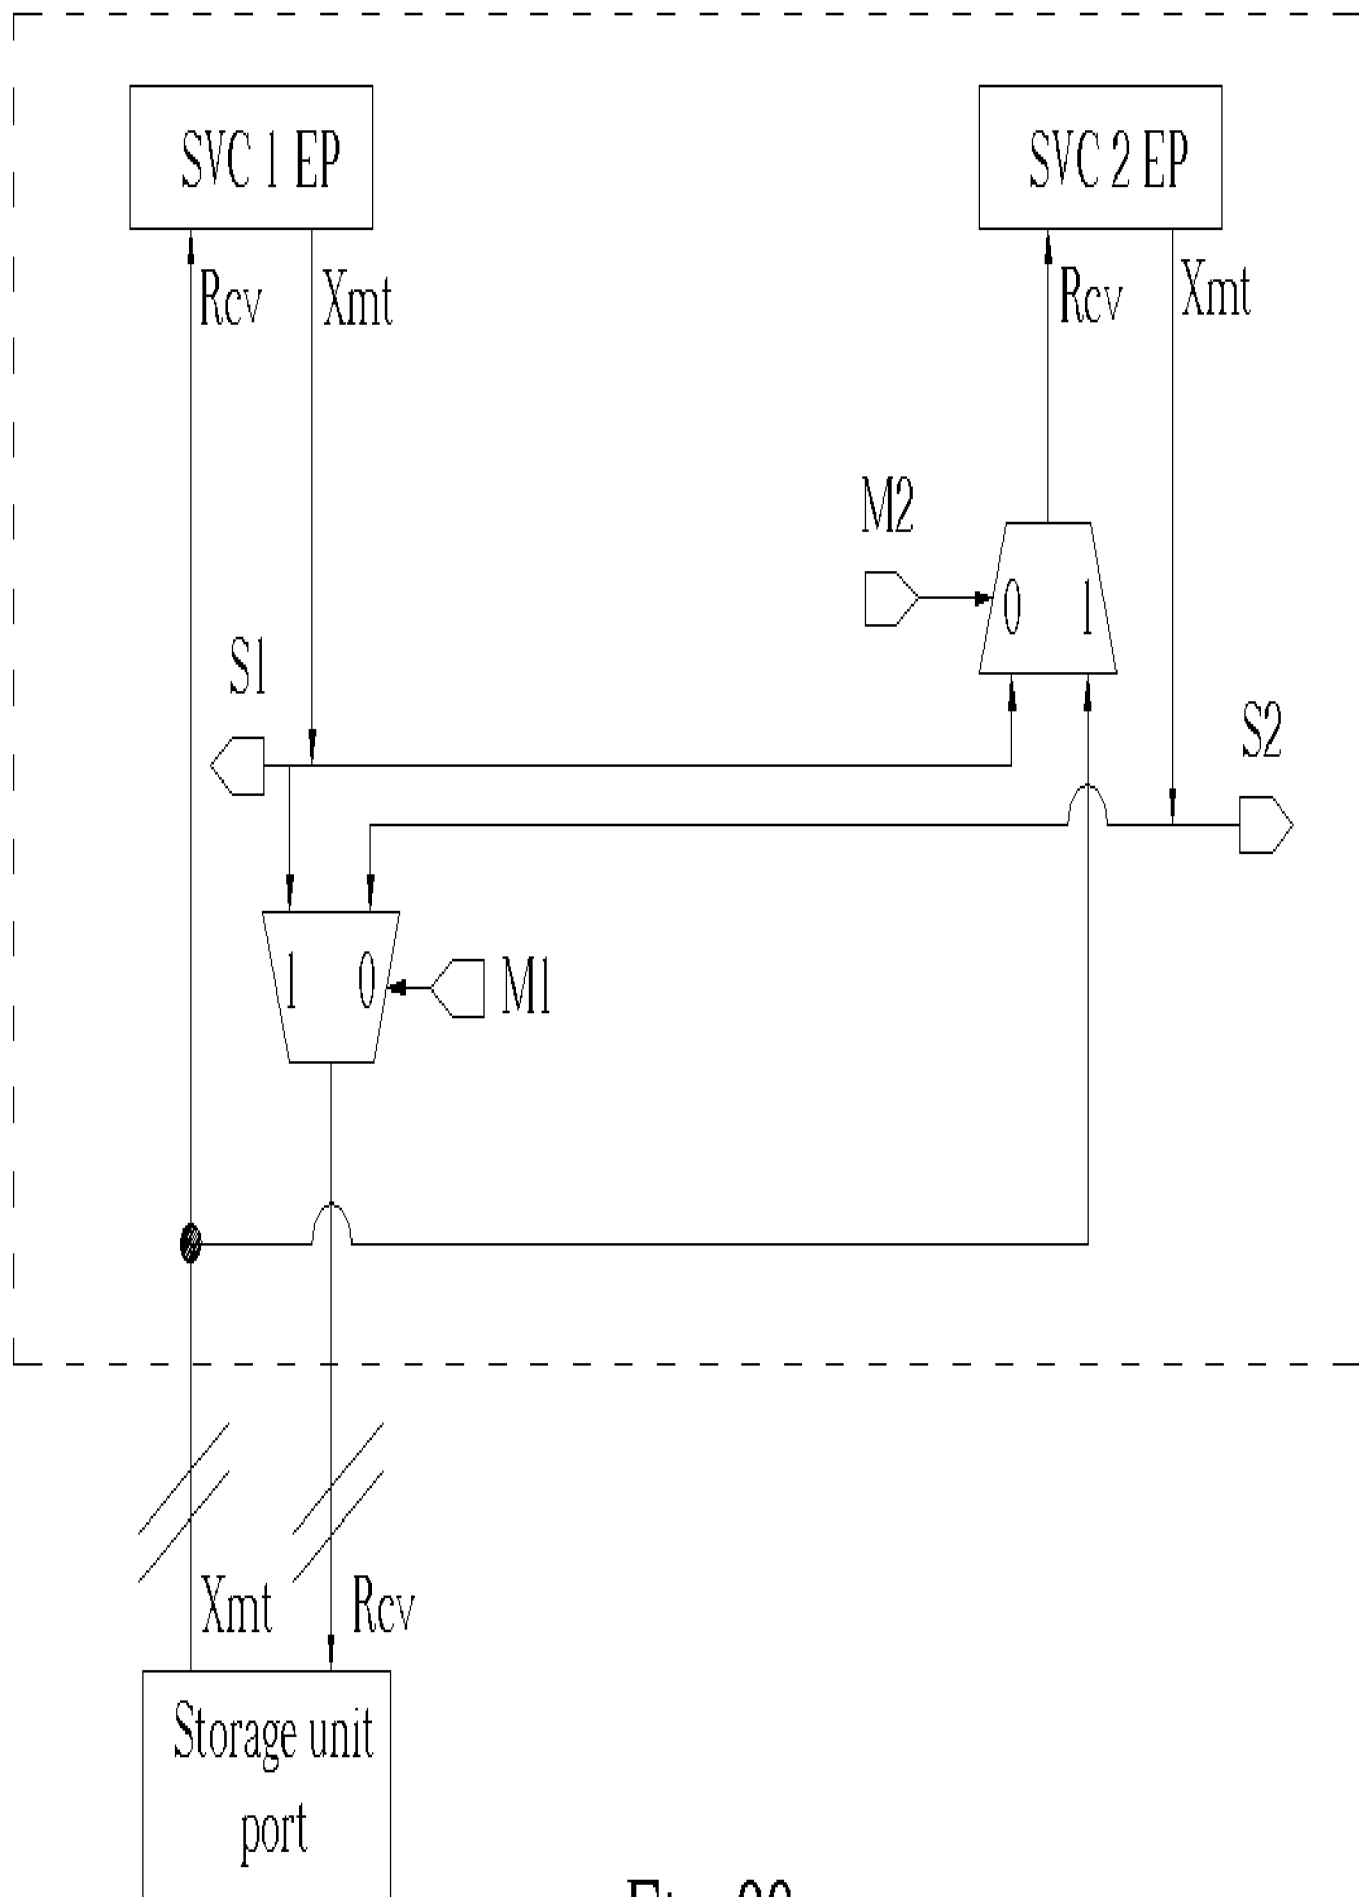 SVC 1 EP
SVC 2 EP
Rcv
Xmt
Rcv
Xmt
M2
0
1
S1
S2
1
0
M1
Xmt
Rcv
Storage unit
port